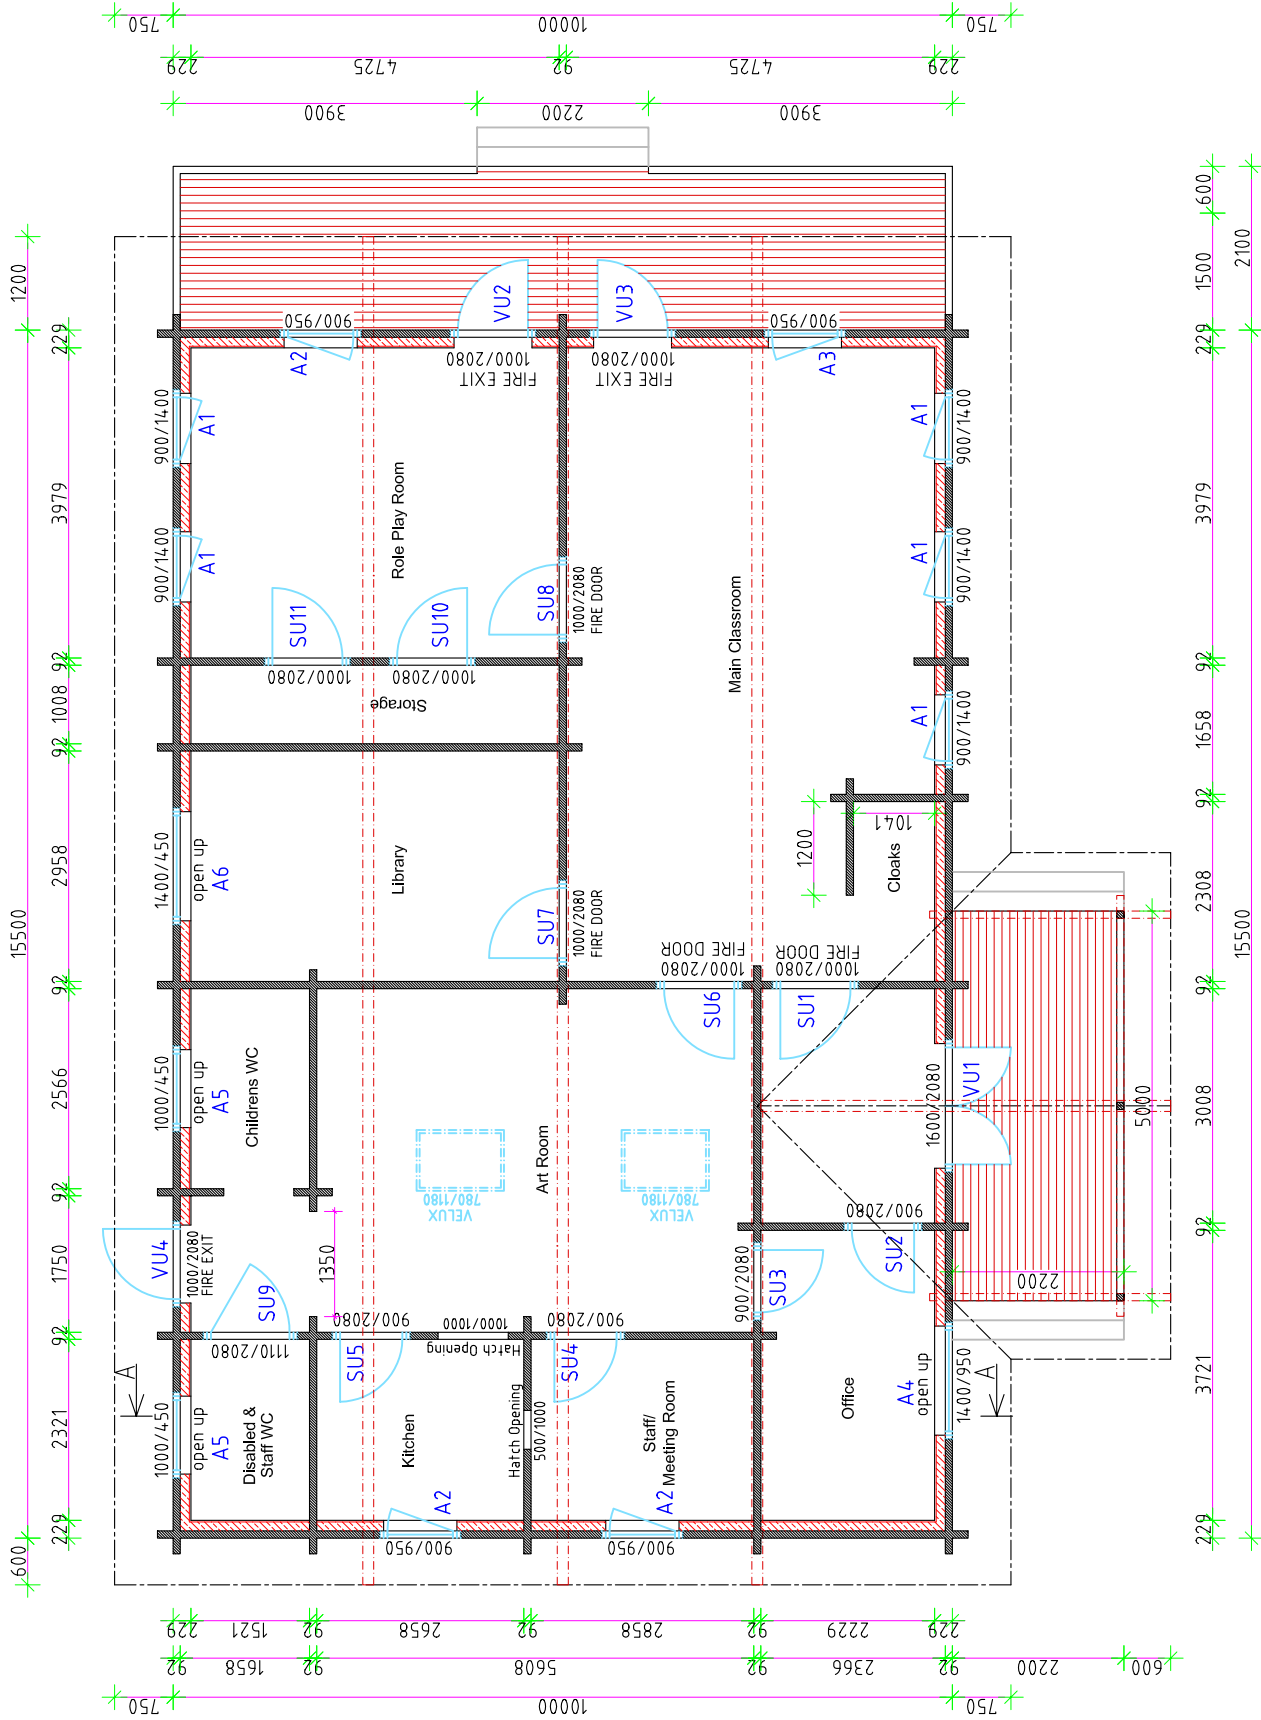 750
10000
750
229
4725
92
4725
229
3900
2200
3900
1200
229
3979
92
1008
92
2958
92
2566
92
1750
92
2321
229
600
15500
600
1500
2100
229
3979
92
1658
92
2308
92
3008
92
3721
229
15500
900/950
A2
VU2
1000/2080
FIRE EXIT
VU3
1000/2080
FIRE EXIT
900/950
A3
900/1400
A1
900/1400
A1
Role Play Room
SU11
1000/2080
SU10
1000/2080
SU8
1000/2080
FIRE DOOR
Storage
Main Classroom
A1
900/1400
A1
900/1400
A1
900/1400
1400/450
open up
A6
Library
SU7
1000/2080
FIRE DOOR
1200
1041
Cloaks
1000/2080
FIRE DOOR
SU6
1000/2080
FIRE DOOR
SU1
1000/450
open up
A5
Childrens WC
Art Room
VELUX
780/1180
VELUX
780/1180
1600/2080
VU1
5000
2200
VU4
1000/2080
FIRE EXIT
SU9
1110/2080
1350
900/2080
SU5
1000/1000
Hatch Opening
900/2080
SU4
900/2080
SU3
900/2080
SU2
A
1000/450
open up
A5
Disabled &
Staff WC
Kitchen
Hatch Opening
500/1000
Staff/
Meeting Room
Office
A4
open up
1400/950
A
A2
900/950
A2
900/950
229
1521
92
2658
92
2858
92
2229
229
92
1658
92
5608
92
2366
92
2200
600
750
10000
750